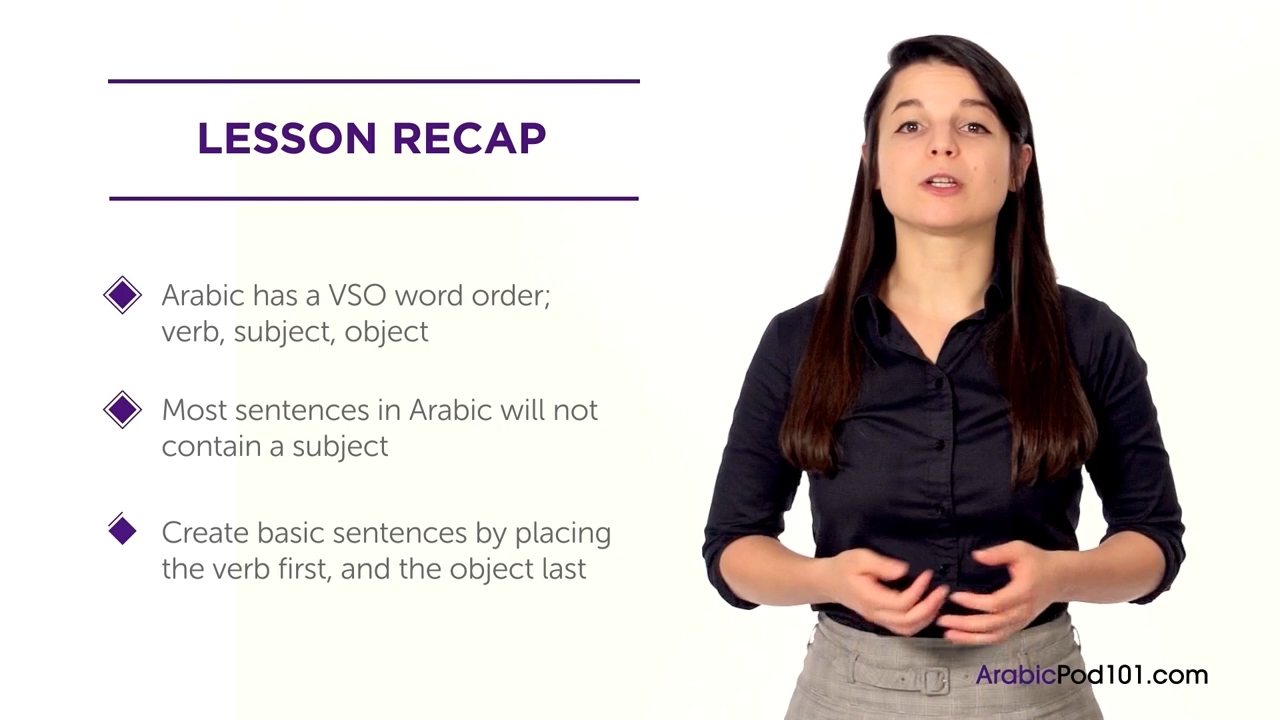 LESSON RECAP
Arabic has a VSO word order;
verb, subject, object
Most sentences in Arabic will not
contain a subject
Create basic sentences by placing
the verb first, and the object last
ArabicPod101.com